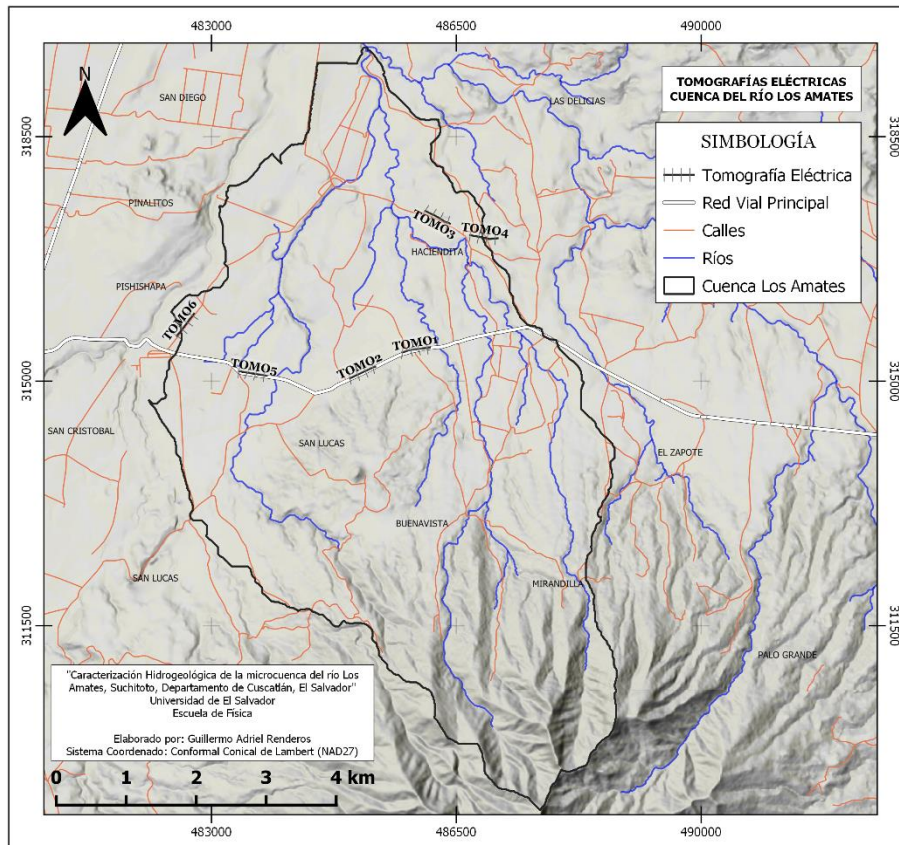 483000
486500
490000
N
TOMOGRAFÍAS ELÉCTRICAS
CUENCA DEL RÍO LOS AMATES
SIMBOLOGÍA
Tomografía Eléctrica
Red Vial Principal
Calles
Ríos
Cuenca Los Amates
318500
318500
SAN DIEGO
LAS DELICIAS
PINALITOS
TOMO3
TOMO4
HACIENDITA
PISHISHAPA
TOMO6
TOMO1
TOMO2
TOMO5
315000
315000
SAN CRISTOBAL
SAN LUCAS
EL ZAPOTE
BUENAVISTA
SAN LUCAS
MIRANDILLA
311500
311500
PALO GRANDE
"Caracterización Hidrogeológica de la microcuenca del río Los
Amates, Suchitoto, Departamento de Cuscatlán, El Salvador"
Universidad de El Salvador
Escuela de Física
Elaborado por: Guillermo Adriel Renderos
Sistema Coordenado: Conformal Conical de Lambert (NAD27)
0 1 2 3 4 km
483000
486500
490000